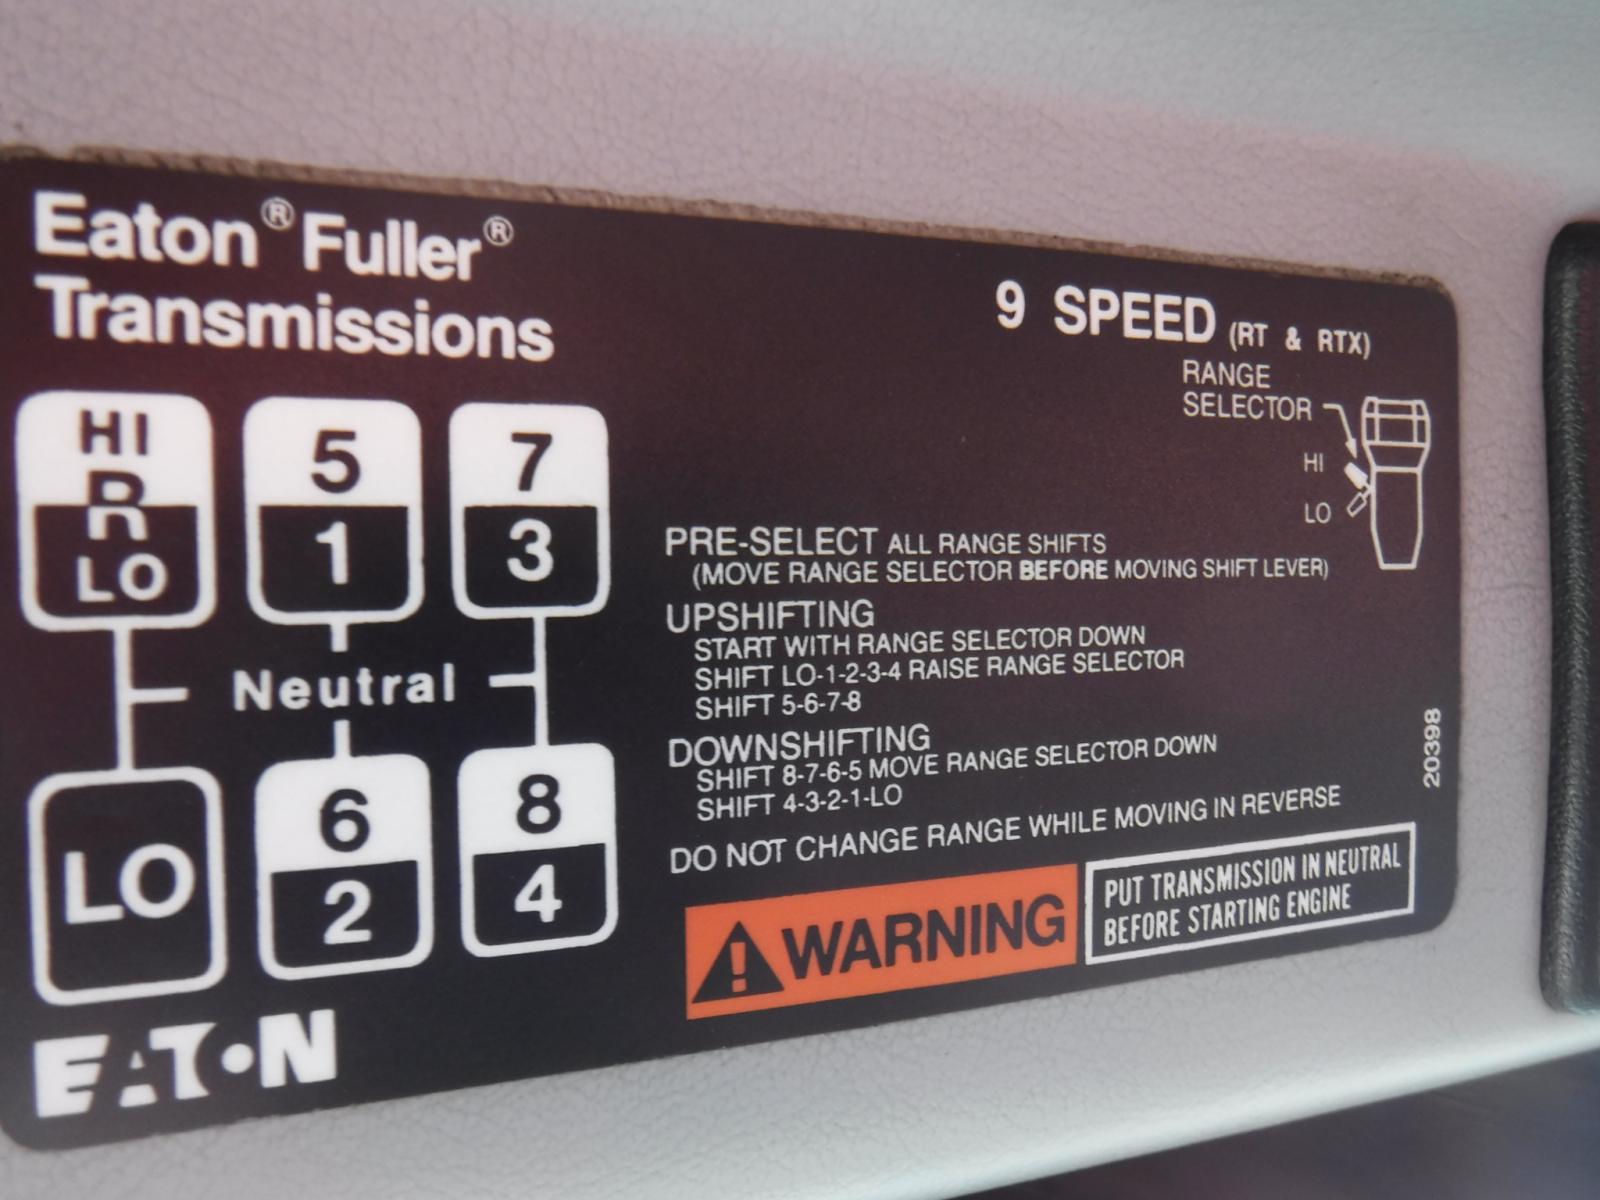 Eaton® Fuller®
Transmissions
9 SPEED (RT & RTX)
RANGE
SELECTOR
HI
LO
HI
R
LO
5
1
7
3
Neutral
LO
6
2
8
4
EATON
PRE-SELECT ALL RANGE SHIFTS
(MOVE RANGE SELECTOR BEFORE MOVING SHIFT LEVER)
UPSHIFTING
START WITH RANGE SELECTOR DOWN
SHIFT LO-1-2-3-4 RAISE RANGE SELECTOR
SHIFT 5-6-7-8
DOWNSHIFTING
SHIFT 8-7-6-5 MOVE RANGE SELECTOR DOWN
SHIFT 4-3-2-1-LO
DO NOT CHANGE RANGE WHILE MOVING IN REVERSE
WARNING
PUT TRANSMISSION IN NEUTRAL
BEFORE STARTING ENGINE
20398